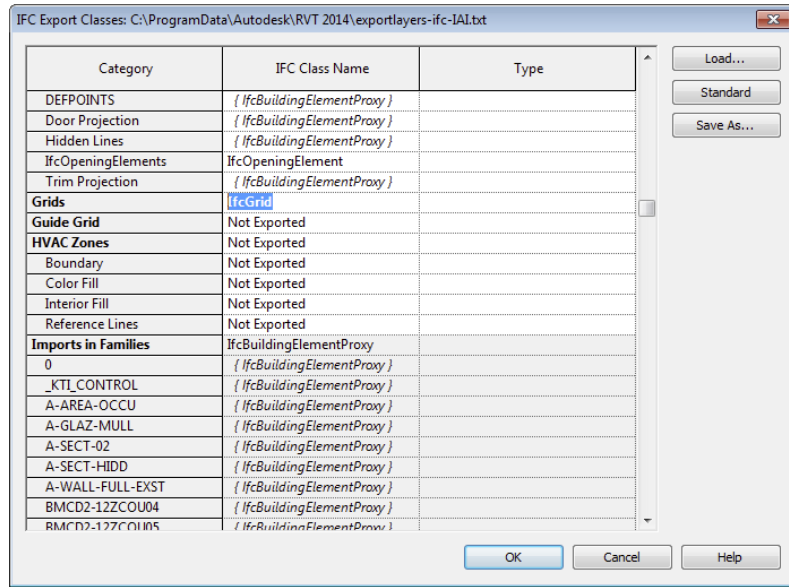 IFC Export Classes: C:\ProgramData\Autodesk\RVT 2014\exportlayers-ifc-IAI.txt
Category IFC Class Name Type
Load...
Standard
Save As...
DEFPOINTS { IfcBuildingElementProxy }
Door Projection { IfcBuildingElementProxy }
Hidden Lines { IfcBuildingElementProxy }
IfcOpeningElements IfcOpeningElement
Trim Projection { IfcBuildingElementProxy }
Grids IfcGrid
Guide Grid Not Exported
HVAC Zones Not Exported
Boundary Not Exported
Color Fill Not Exported
Interior Fill Not Exported
Reference Lines Not Exported
Imports in Families IfcBuildingElementProxy
0 { IfcBuildingElementProxy }
_KTI_CONTROL { IfcBuildingElementProxy }
A-AREA-OCCU { IfcBuildingElementProxy }
A-GLAZ-MULL { IfcBuildingElementProxy }
A-SECT-02 { IfcBuildingElementProxy }
A-SECT-HIDD { IfcBuildingElementProxy }
A-WALL-FULL-EXST { IfcBuildingElementProxy }
BMCD2-12ZCOU04 { IfcBuildingElementProxy }
BMCD2-12ZCOU05 { IfcBuildingElementProxy }
OK Cancel Help